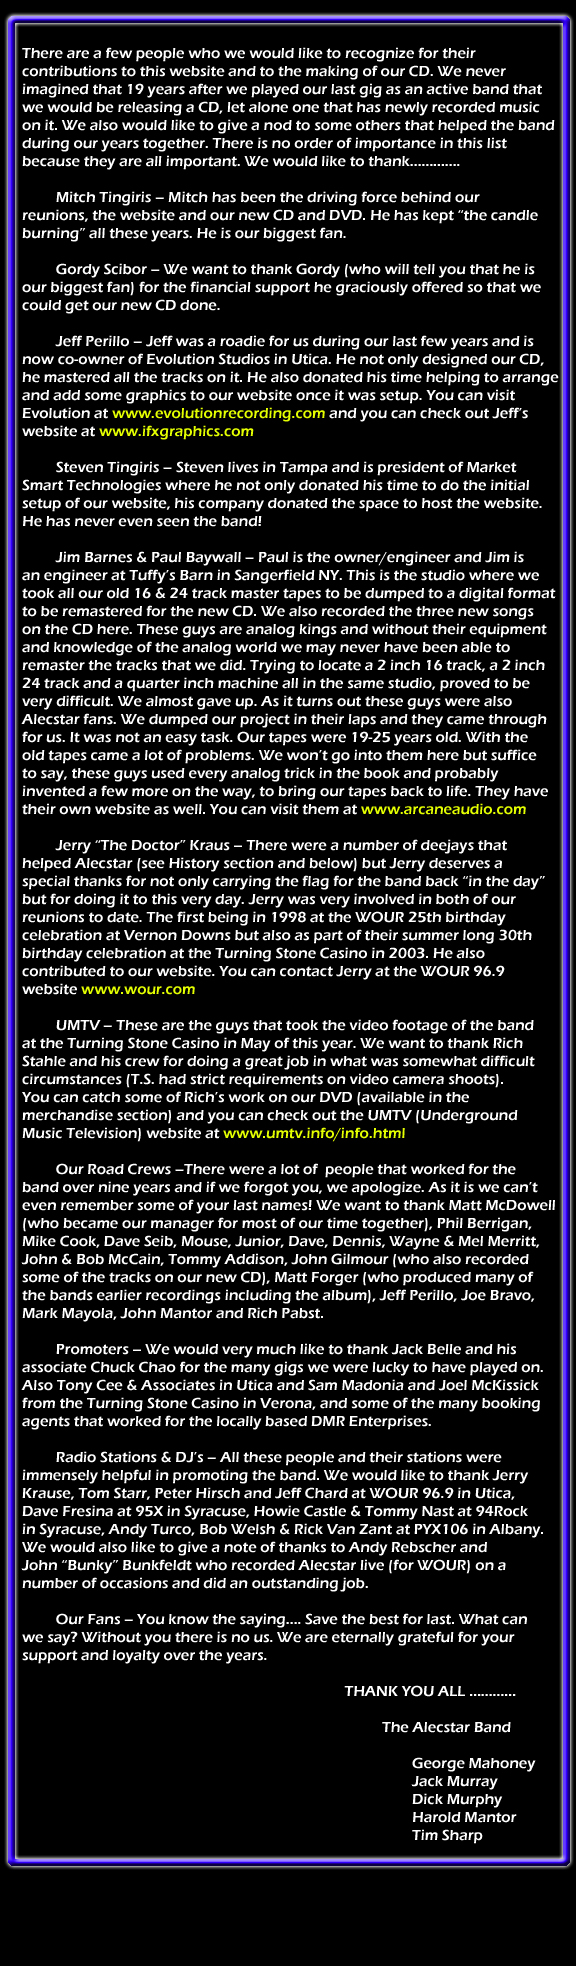 There are a few people who we would like to recognize for their
contributions to this website and to the making of our CD. We never
imagined that 19 years after we played our last gig as an active band that
we would be releasing a CD, let alone one that has newly recorded music
on it. We also would like to give a nod to some others that helped the band
during our years together. There is no order of importance in this list
because they are all important. We would like to thank.............
Mitch Tingiris – Mitch has been the driving force behind our
reunions, the website and our new CD and DVD. He has kept “the candle
burning” all these years. He is our biggest fan.
Gordy Scibor – We want to thank Gordy (who will tell you that he is
our biggest fan) for the financial support he graciously offered so that we
could get our new CD done.
Jeff Perillo – Jeff was a roadie for us during our last few years and is
now co-owner of Evolution Studios in Utica. He not only designed our CD,
he mastered all the tracks on it. He also donated his time helping to arrange
and add some graphics to our website once it was setup. You can visit
Evolution at www.evolutionrecording.com and you can check out Jeff’s
website at www.ifxgraphics.com
Steven Tingiris – Steven lives in Tampa and is president of Market
Smart Technologies where he not only donated his time to do the initial
setup of our website, his company donated the space to host the website.
He has never even seen the band!
Jim Barnes & Paul Baywall – Paul is the owner/engineer and Jim is
an engineer at Tuffy’s Barn in Sangerfield NY. This is the studio where we
took all our old 16 & 24 track master tapes to be dumped to a digital format
to be remastered for the new CD. We also recorded the three new songs
on the CD here. These guys are analog kings and without their equipment
and knowledge of the analog world we may never have been able to
remaster the tracks that we did. Trying to locate a 2 inch 16 track, a 2 inch
24 track and a quarter inch machine all in the same studio, proved to be
very difficult. We almost gave up. As it turns out these guys were also
Alecstar fans. We dumped our project in their laps and they came through
for us. It was not an easy task. Our tapes were 19-25 years old. With the
old tapes came a lot of problems. We won’t go into them here but suffice
to say, these guys used every analog trick in the book and probably
invented a few more on the way, to bring our tapes back to life. They have
their own website as well. You can visit them at www.arcaneaudio.com
Jerry “The Doctor” Kraus – There were a number of deejays that
helped Alecstar (see History section and below) but Jerry deserves a
special thanks for not only carrying the flag for the band back “in the day”
but for doing it to this very day. Jerry was very involved in both of our
reunions to date. The first being in 1998 at the WOUR 25th birthday
celebration at Vernon Downs but also as part of their summer long 30th
birthday celebration at the Turning Stone Casino in 2003. He also
contributed to our website. You can contact Jerry at the WOUR 96.9
website www.wour.com
UMTV – These are the guys that took the video footage of the band
at the Turning Stone Casino in May of this year. We want to thank Rich
Stahle and his crew for doing a great job in what was somewhat difficult
circumstances (T.S. had strict requirements on video camera shoots).
You can catch some of Rich’s work on our DVD (available in the
merchandise section) and you can check out the UMTV (Underground
Music Television) website at www.umtv.info/info.html
Our Road Crews –There were a lot of  people that worked for the
band over nine years and if we forgot you, we apologize. As it is we can’t
even remember some of your last names! We want to thank Matt McDowell
(who became our manager for most of our time together), Phil Berrigan,
Mike Cook, Dave Seib, Mouse, Junior, Dave, Dennis, Wayne & Mel Merritt,
John & Bob McCain, Tommy Addison, John Gilmour (who also recorded
some of the tracks on our new CD), Matt Forger (who produced many of
the bands earlier recordings including the album), Jeff Perillo, Joe Bravo,
Mark Mayola, John Mantor and Rich Pabst.
Promoters – We would very much like to thank Jack Belle and his
associate Chuck Chao for the many gigs we were lucky to have played on.
Also Tony Cee & Associates in Utica and Sam Madonia and Joel McKissick
from the Turning Stone Casino in Verona, and some of the many booking
agents that worked for the locally based DMR Enterprises.
Radio Stations & DJ’s – All these people and their stations were
immensely helpful in promoting the band. We would like to thank Jerry
Krause, Tom Starr, Peter Hirsch and Jeff Chard at WOUR 96.9 in Utica,
Dave Fresina at 95X in Syracuse, Howie Castle & Tommy Nast at 94Rock
in Syracuse, Andy Turco, Bob Welsh & Rick Van Zant at PYX106 in Albany.
We would also like to give a note of thanks to Andy Rebscher and
John “Bunky” Bunkfeldt who recorded Alecstar live (for WOUR) on a
number of occasions and did an outstanding job.
Our Fans – You know the saying.... Save the best for last. What can
we say? Without you there is no us. We are eternally grateful for your
support and loyalty over the years.
THANK YOU ALL ............
The Alecstar Band
George Mahoney
Jack Murray
Dick Murphy
Harold Mantor
Tim Sharp